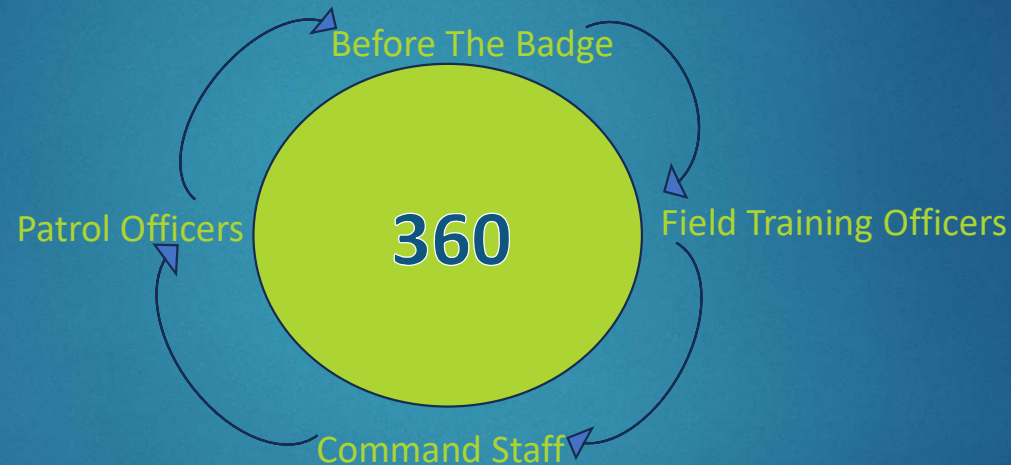 Before The Badge
Patrol Officers
360
Field Training Officers
Command Staff